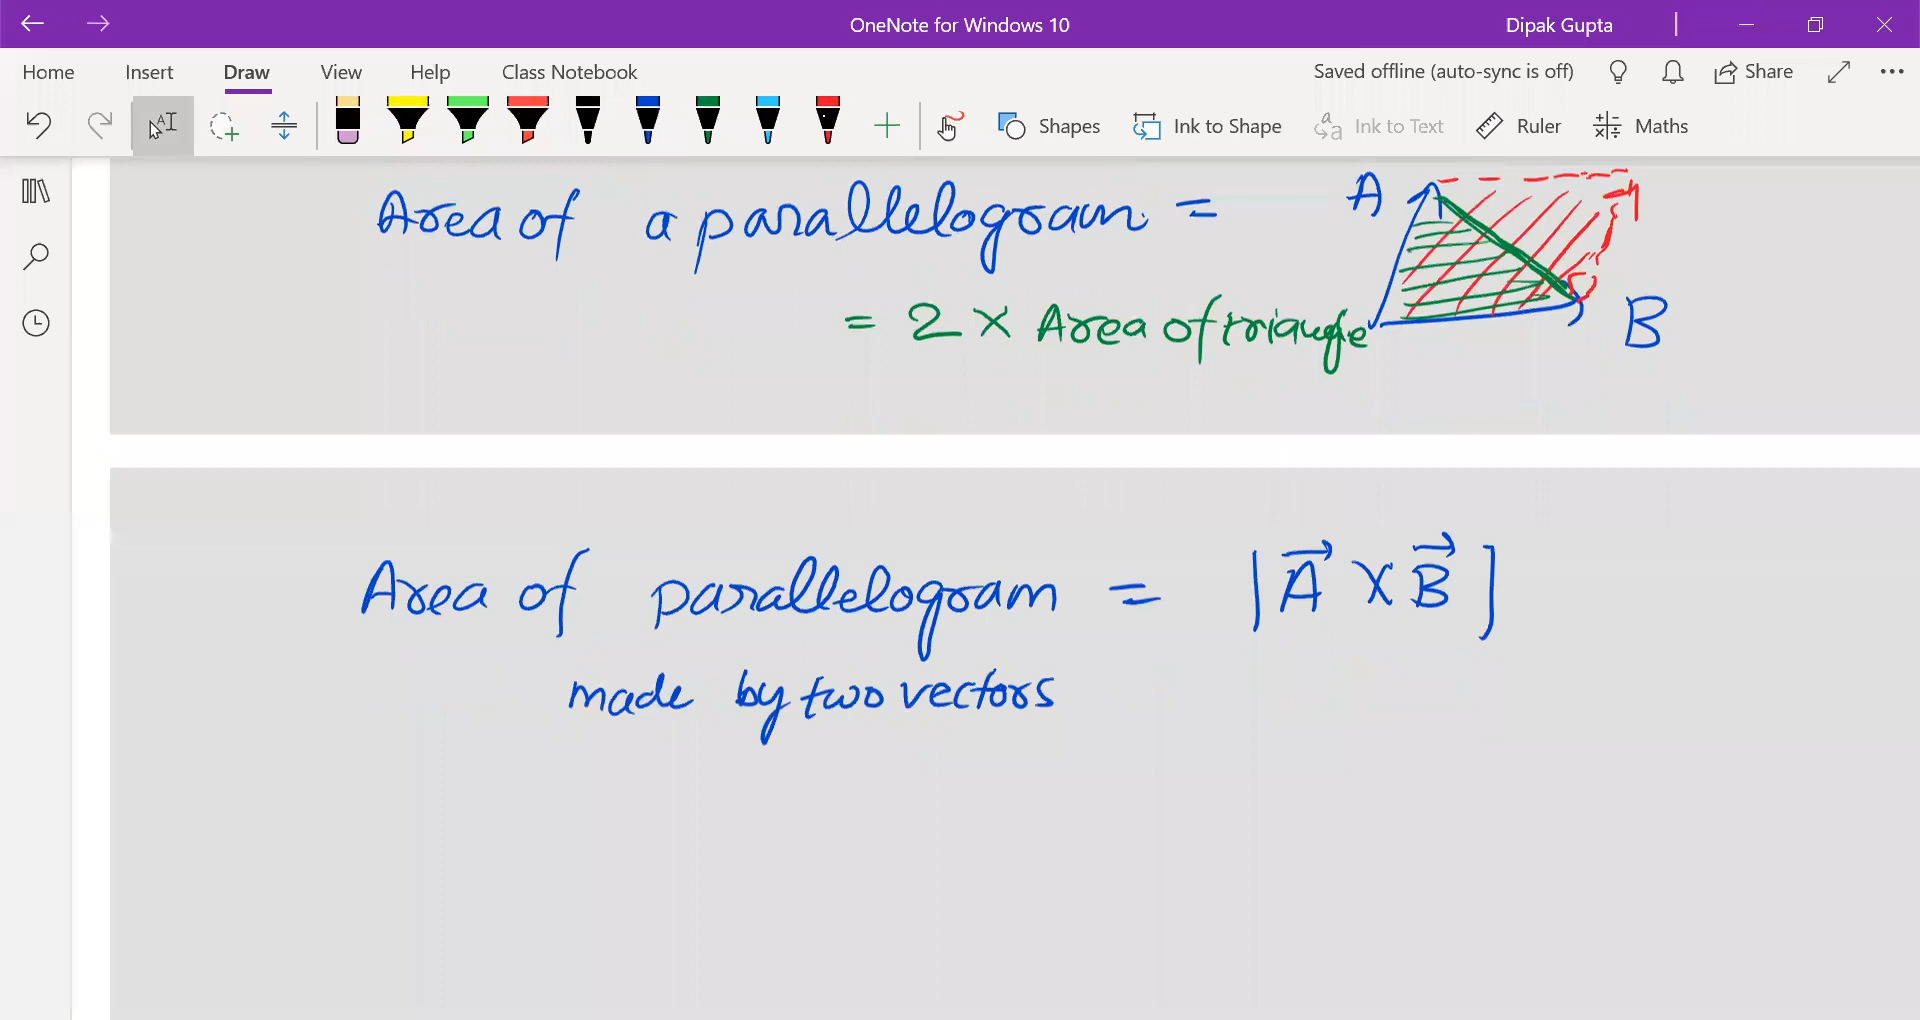 OneNote for Windows 10
Dipak Gupta
Home Insert Draw View Help Class Notebook
Saved offline (auto-sync is off) Share
Shapes Ink to Shape Ink to Text Ruler Maths
Area of a parallelogram =
A
= 2 × Area of triangle
B
Area of parallelogram = |A⃗ × B⃗|
made by two vectors